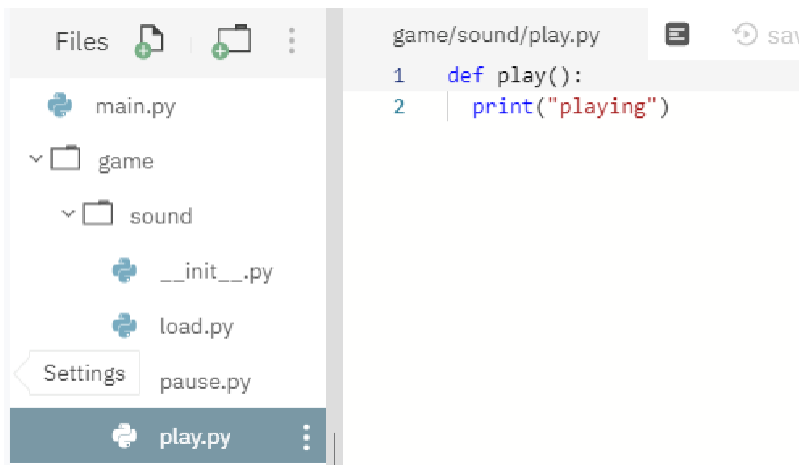 Files
main.py
game
sound
__init__.py
load.py
Settings
pause.py
play.py
game/sound/play.py
1 def play():
2 print("playing")